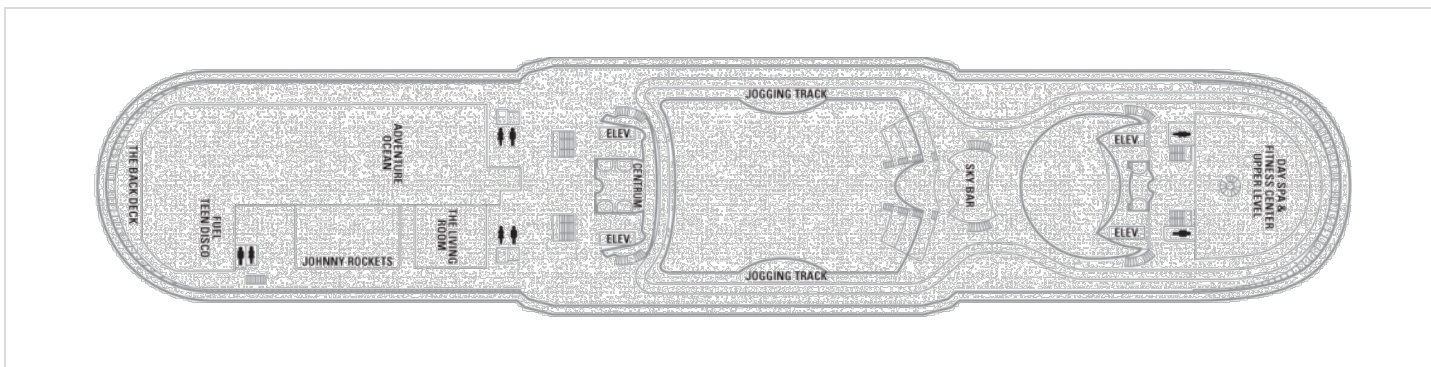 THE BACK DECK
FUEL
TEEN DISCO
ADVENTURE
OCEAN
JOHNNY ROCKETS
THE LIVING
ROOM
ELEV.
CENTRUM
ELEV.
JOGGING TRACK
JOGGING TRACK
SKY BAR
ELEV.
ELEV.
DAY SPA &
FITNESS CENTER
UPPER LEVEL